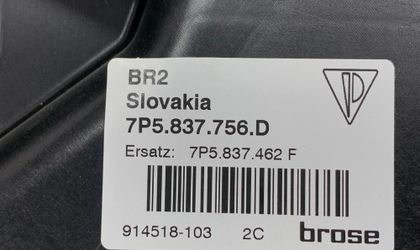 BR2
Slovakia
7P5.837.756.D
Ersatz: 7P5.837.462 F
914518-103 2C brose